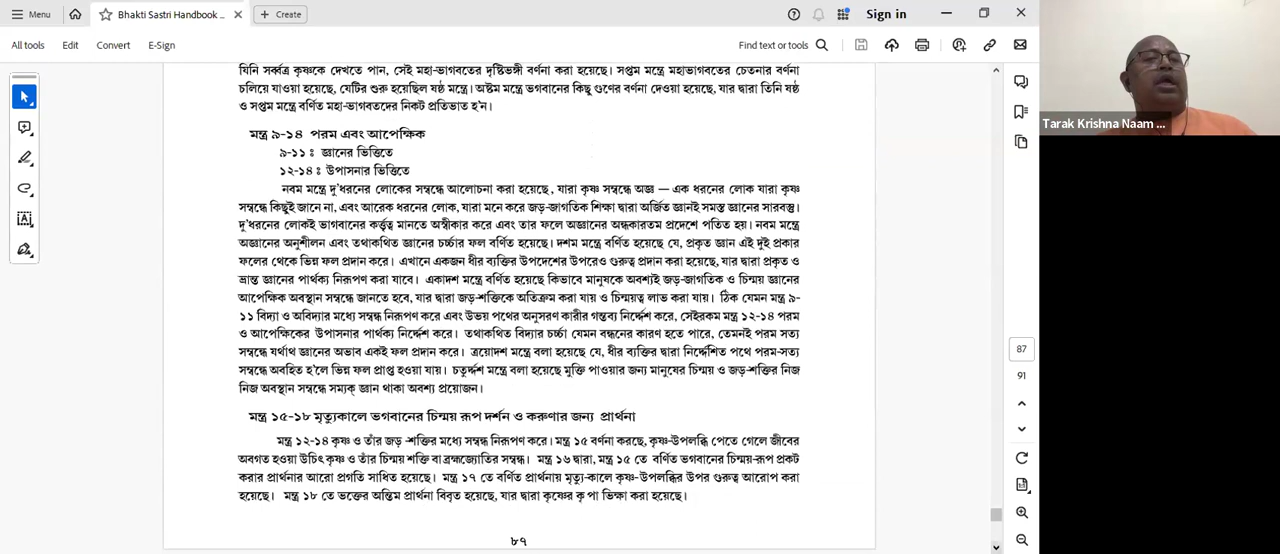 Menu
Bhakti Sastri Handbook ...
Create
Sign in
All tools
Edit
Convert
E-Sign
Find text or tools
যিনি সর্ব্বত্র কৃষ্ণকে দেখতে পান, সেই মহা-ভাগবতের দৃষ্টিভঙ্গী বর্ণনা করা হয়েছে। সপ্তম মন্ত্রে মহাভাগবতের চেতনার বর্ণনা
চলিয়ে যাওয়া হয়েছে, যেটির শুরু হয়েছিল ষষ্ঠ মন্ত্রে। অষ্টম মন্ত্রে ভগবানের কিছু গুণের বর্ণনা দেওয়া হয়েছে, যার দ্বারা তিনি ষষ্ঠ
ও সপ্তম মন্ত্রে বর্ণিত মহা-ভাগবতদের নিকট প্রতিভাত হ'ন।
মন্ত্র ৯-১৪ পরম এবং আপেক্ষিক
৯-১১ঃ জ্ঞানের ভিত্তিতে
১২-১৪ঃ উপাসনার ভিত্তিতে
নবম মন্ত্রে দু'ধরনের লোকের সম্বন্ধে আলোচনা করা হয়েছে, যারা কৃষ্ণ সম্বন্ধে অজ্ঞ — এক ধরনের লোক যারা কৃষ্ণ
সম্বন্ধে কিছুই জানে না, এবং আরেক ধরনের লোক, যারা মনে করে জড়-জাগতিক শিক্ষা দ্বারা অর্জিত জ্ঞানই সমস্ত জ্ঞানের সারবস্তু।
দু'ধরনের লোকই ভাগবানের কর্ত্তৃত্ব মানতে অস্বীকার করে এবং তার ফলে অজ্ঞানের অন্ধকারতম প্রদেশে পতিত হয়। নবম মন্ত্রে
অজ্ঞানের অনুশীলন এবং তথাকথিত জ্ঞানের চর্চ্চার ফল বর্ণিত হয়েছে। দশম মন্ত্রে বর্ণিত হয়েছে যে, প্রকৃত জ্ঞান এই দুই প্রকার
ফলের থেকে ভিন্ন ফল প্রদান করে। এখানে একজন ধীর ব্যক্তির উপদেশের উপরেও গুরুত্ব প্রদান করা হয়েছে, যার দ্বারা প্রকৃত ও
ভ্রান্ত জ্ঞানের পার্থক্য নিরূপণ করা যাবে। একাদশ মন্ত্রে বর্ণিত হয়েছে কিভাবে মানুষকে অবশ্যই জড়-জাগতিক ও চিন্ময় জ্ঞানের
আপেক্ষিক অবস্থান সম্বন্ধে জানতে হবে, যার দ্বারা জড়-শক্তিকে অতিক্রম করা যায় ও চিন্ময়ত্ব লাভ করা যায়। ঠিক যেমন মন্ত্র ৯-
১১ বিদ্যা ও অবিদ্যার মধ্যে সম্বন্ধ নিরূপণ করে এবং উভয় পথের অনুসরণ কারীর গন্তব্য নির্দ্দেশ করে, সেইরকম মন্ত্র ১২-১৪ পরম
ও আপেক্ষিকের উপাসনার পার্থক্য নির্দ্দেশ করে। তথাকথিত বিদ্যার চর্চ্চা যেমন বন্ধনের কারণ হতে পারে, তেমনই পরম সত্য
সম্বন্ধে যর্থাথ জ্ঞানের অভাব একই ফল প্রদান করে। ত্রয়োদশ মন্ত্রে বলা হয়েছে যে, ধীর ব্যক্তির দ্বারা নির্দ্দেশিত পথে পরম-সত্য
সম্বন্ধে অবহিত হ'লে ভিন্ন ফল প্রাপ্ত হওয়া যায়। চতুর্দ্দশ মন্ত্রে বলা হয়েছে মুক্তি পাওয়ার জন্য মানুষের চিন্ময় ও জড়-শক্তির নিজ
নিজ অবস্থান সম্বন্ধে সম্যক্ জ্ঞান থাকা অবশ্য প্রয়োজন।
মন্ত্র ১৫-১৮ মৃত্যুকালে ভগবানের চিন্ময় রূপ দর্শন ও করুণার জন্য প্রার্থনা
মন্ত্র ১২-১৪ কৃষ্ণ ও তাঁর জড় -শক্তির মধ্যে সম্বন্ধ নিরূপণ করে। মন্ত্র ১৫ বর্ণনা করছে, কৃষ্ণ-উপলব্ধি পেতে গেলে জীবের
অবগত হওয়া উচিৎ কৃষ্ণ ও তাঁর চিন্ময় শক্তি বা ব্রহ্মজ্যোতির সম্বন্ধ। মন্ত্র ১৬ দ্বারা, মন্ত্র ১৫ তে বর্ণিত ভগবানের চিন্ময়-রূপ প্রকট
করার প্রার্থনার আরো প্রগতি সাধিত হয়েছে। মন্ত্র ১৭ তে বর্ণিত প্রার্থনায় মৃত্যু-কালে কৃষ্ণ-উপলব্ধির উপর গুরুত্ব আরোপ করা
হয়েছে। মন্ত্র ১৮ তে ভক্তের অন্তিম প্রার্থনা বিবৃত হয়েছে, যার দ্বারা কৃষ্ণের কৃ পা ভিক্ষা করা হয়েছে।
৮৭
87
91
Tarak Krishna Naam ...